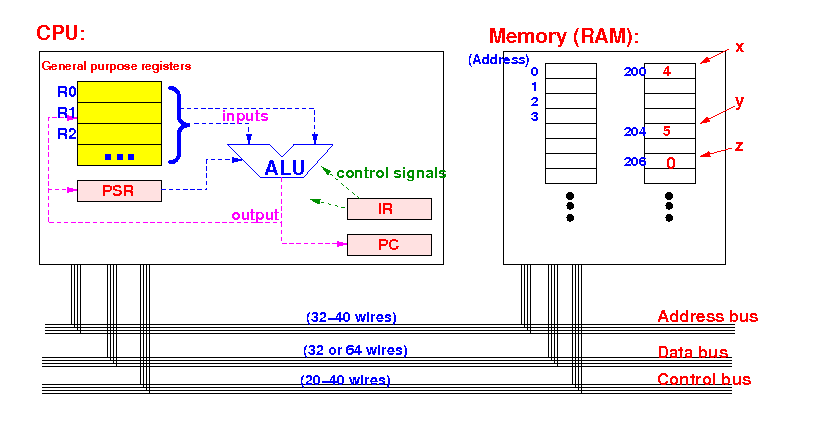 CPU:
General purpose registers
R0
R1
R2
inputs
ALU
PSR
control signals
output
IR
PC
Memory (RAM):
(Address)
0
1
2
3
200
4
x
204
5
y
206
0
z
(32–40 wires)
Address bus
(32 or 64 wires)
Data bus
(20–40 wires)
Control bus